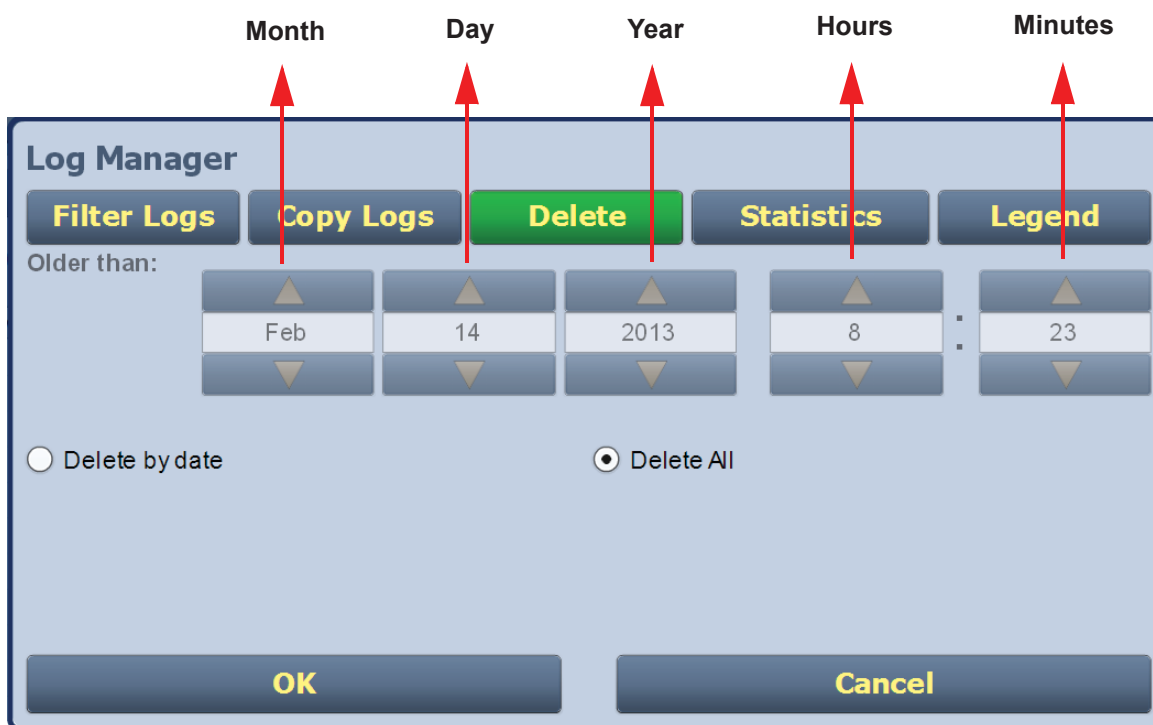 Month Day Year Hours Minutes
Log Manager
Filter Logs Copy Logs Delete Statistics Legend
Older than:
Feb 14 2013 8 : 23
Delete by date Delete All
OK Cancel